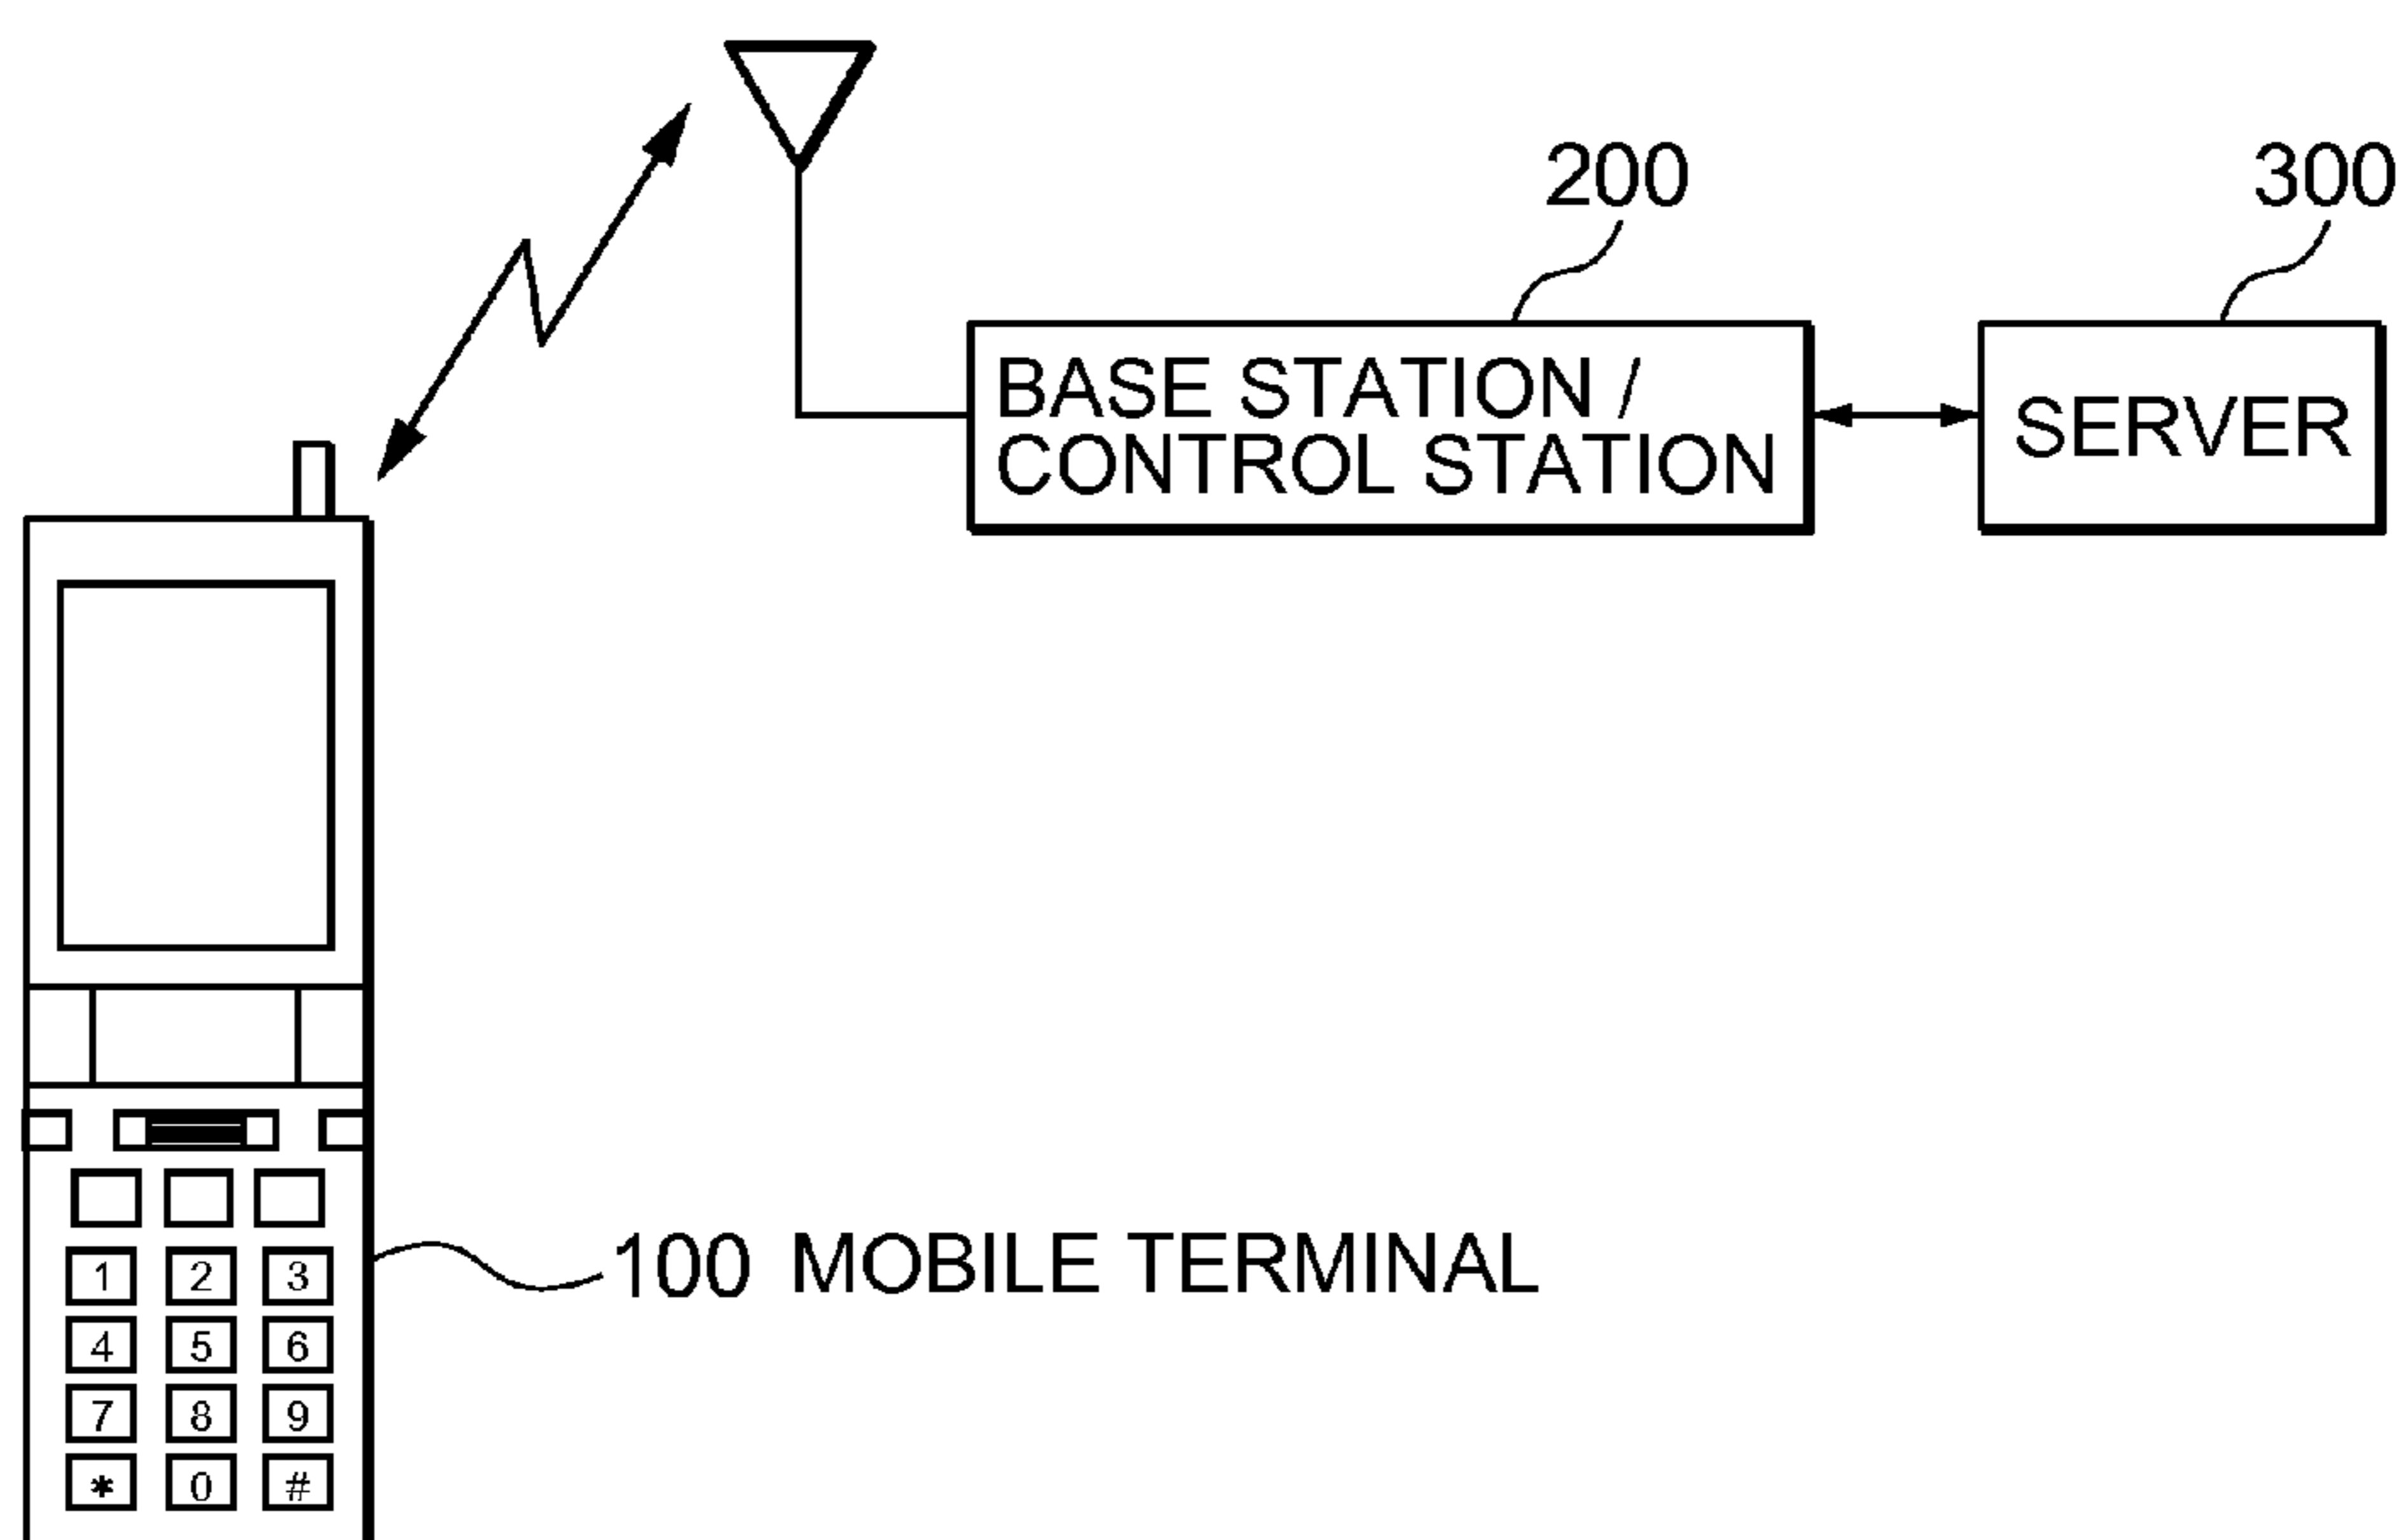 200
300
BASE STATION /
CONTROL STATION
SERVER
100 MOBILE TERMINAL
1 2 3
4 5 6
7 8 9
* 0 #